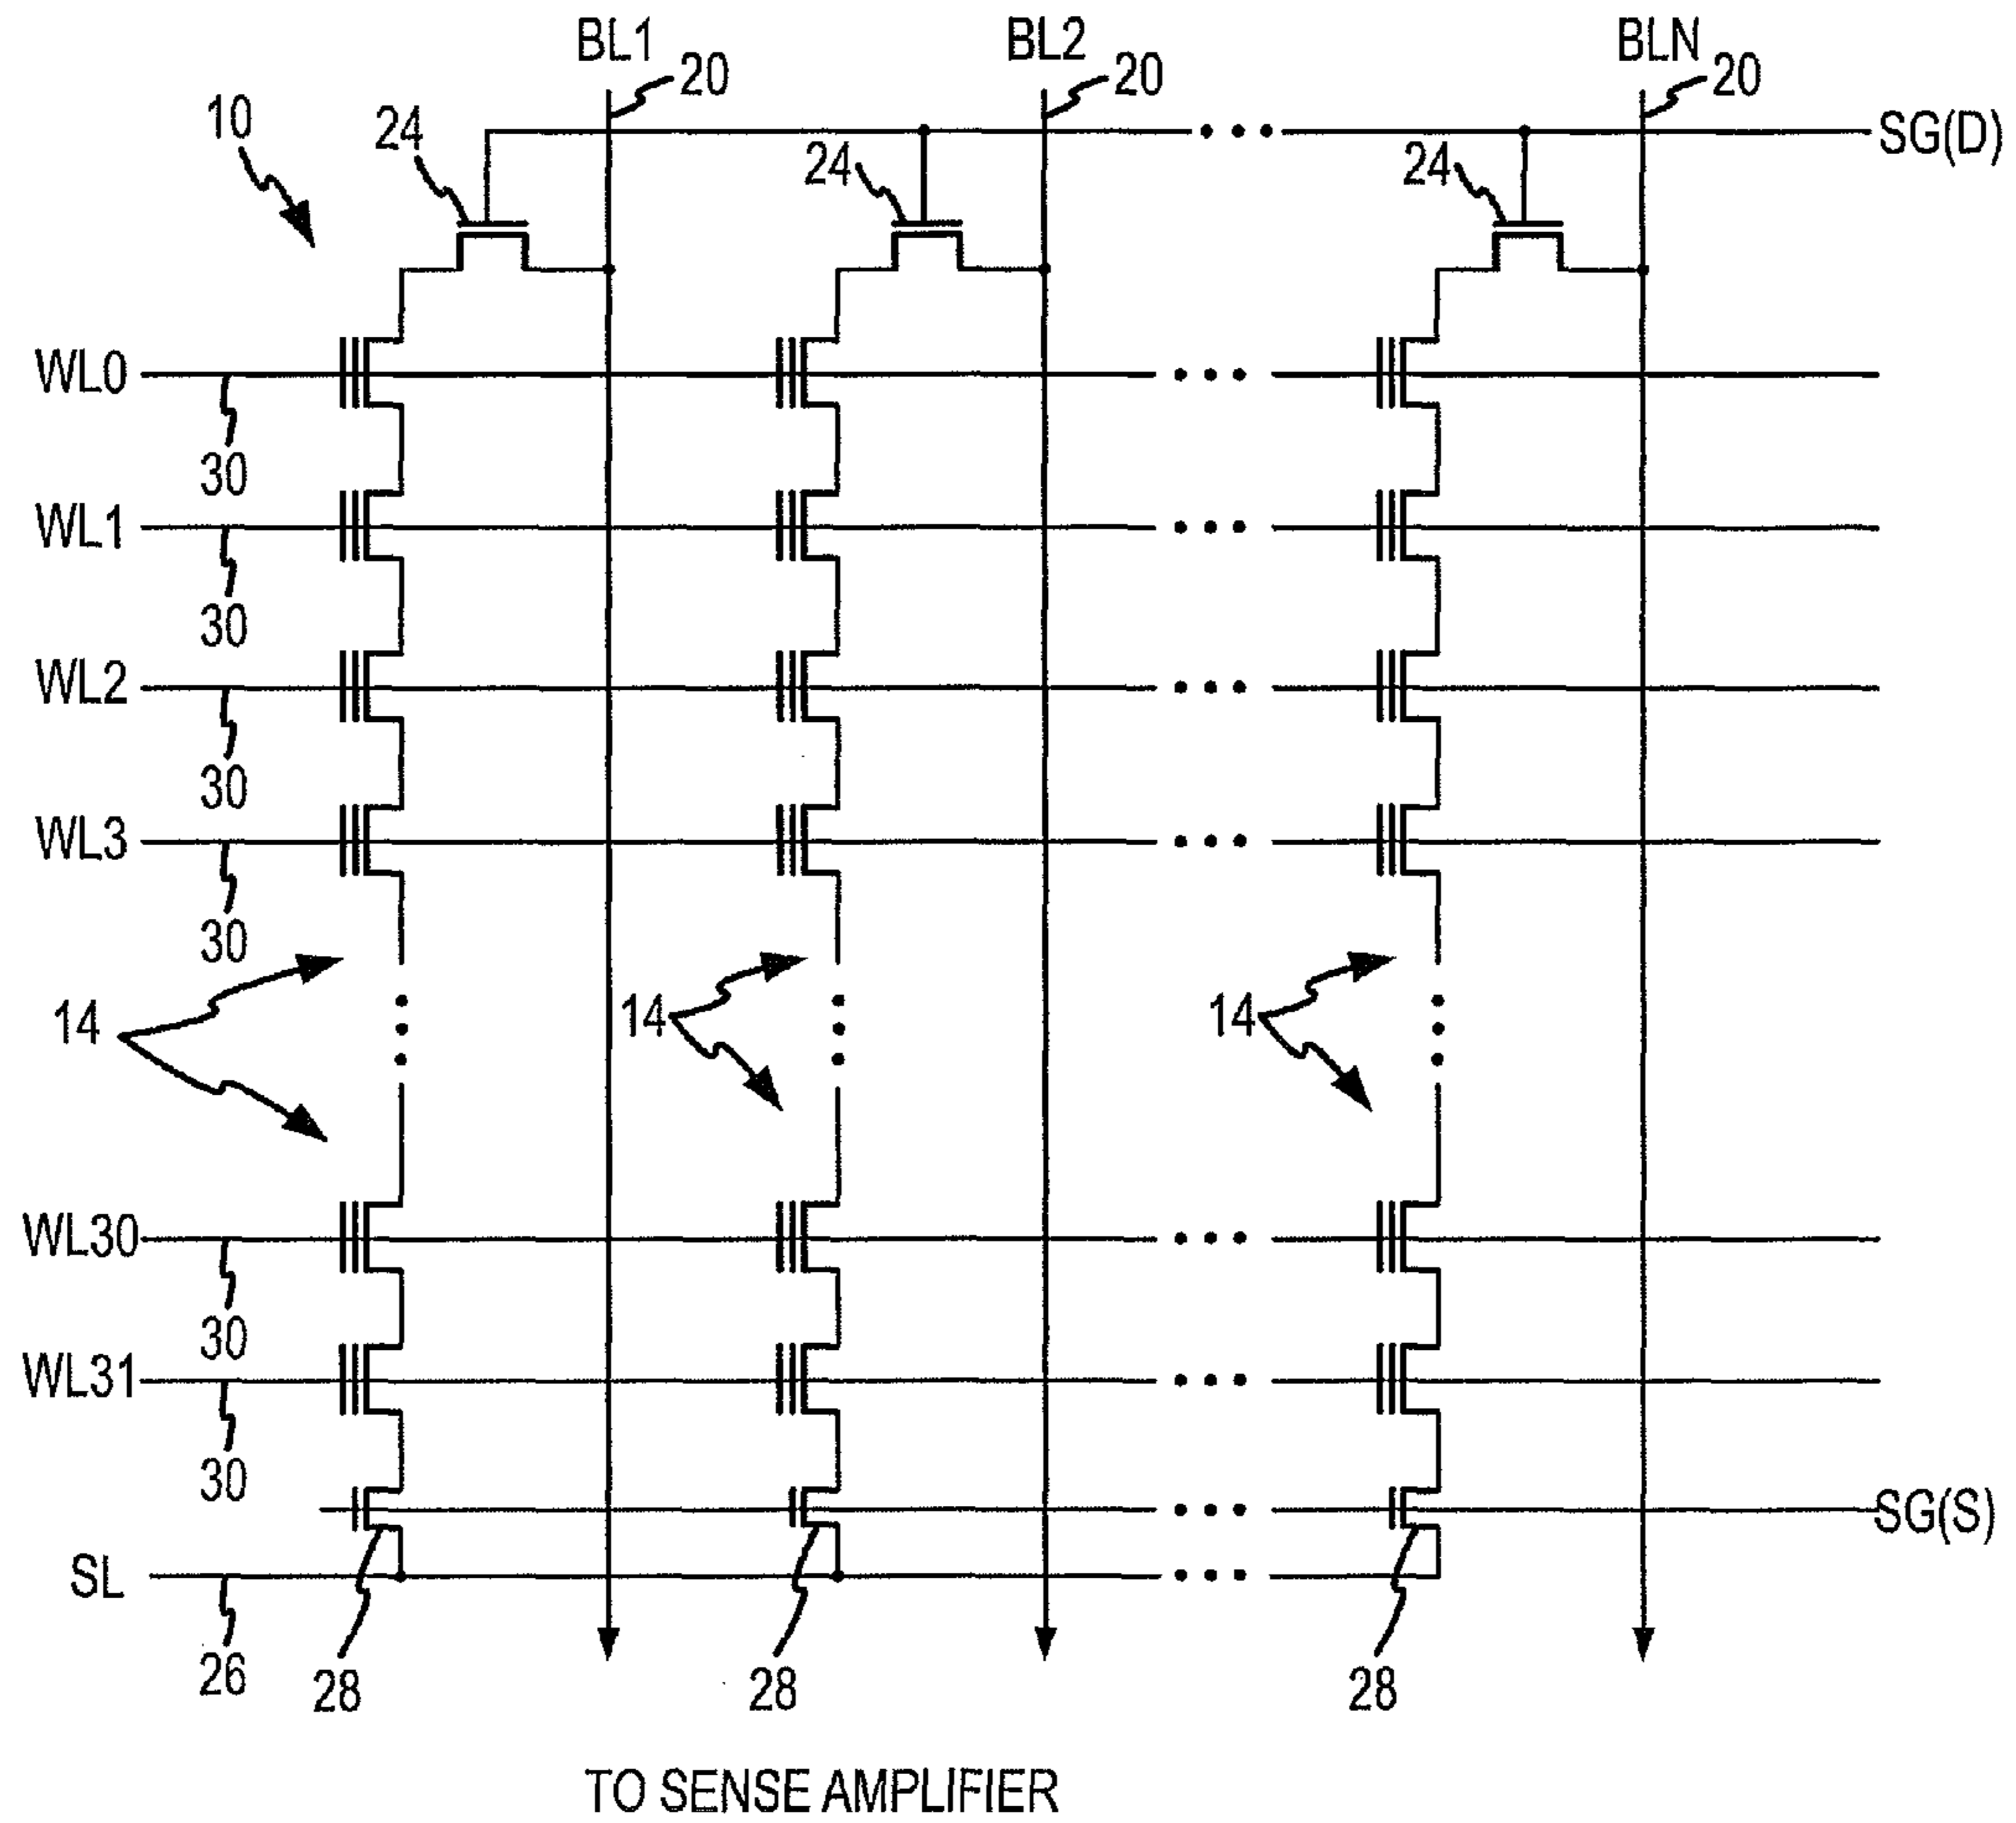 BL1 20 BL2 20 BLN 20
10 24 24 24 SG(D)
WL0
30
WL1
30
WL2
30
WL3
30
14 14 14
WL30
30
WL31
30
SG(S)
SL
26 28 28 28
TO SENSE AMPLIFIER